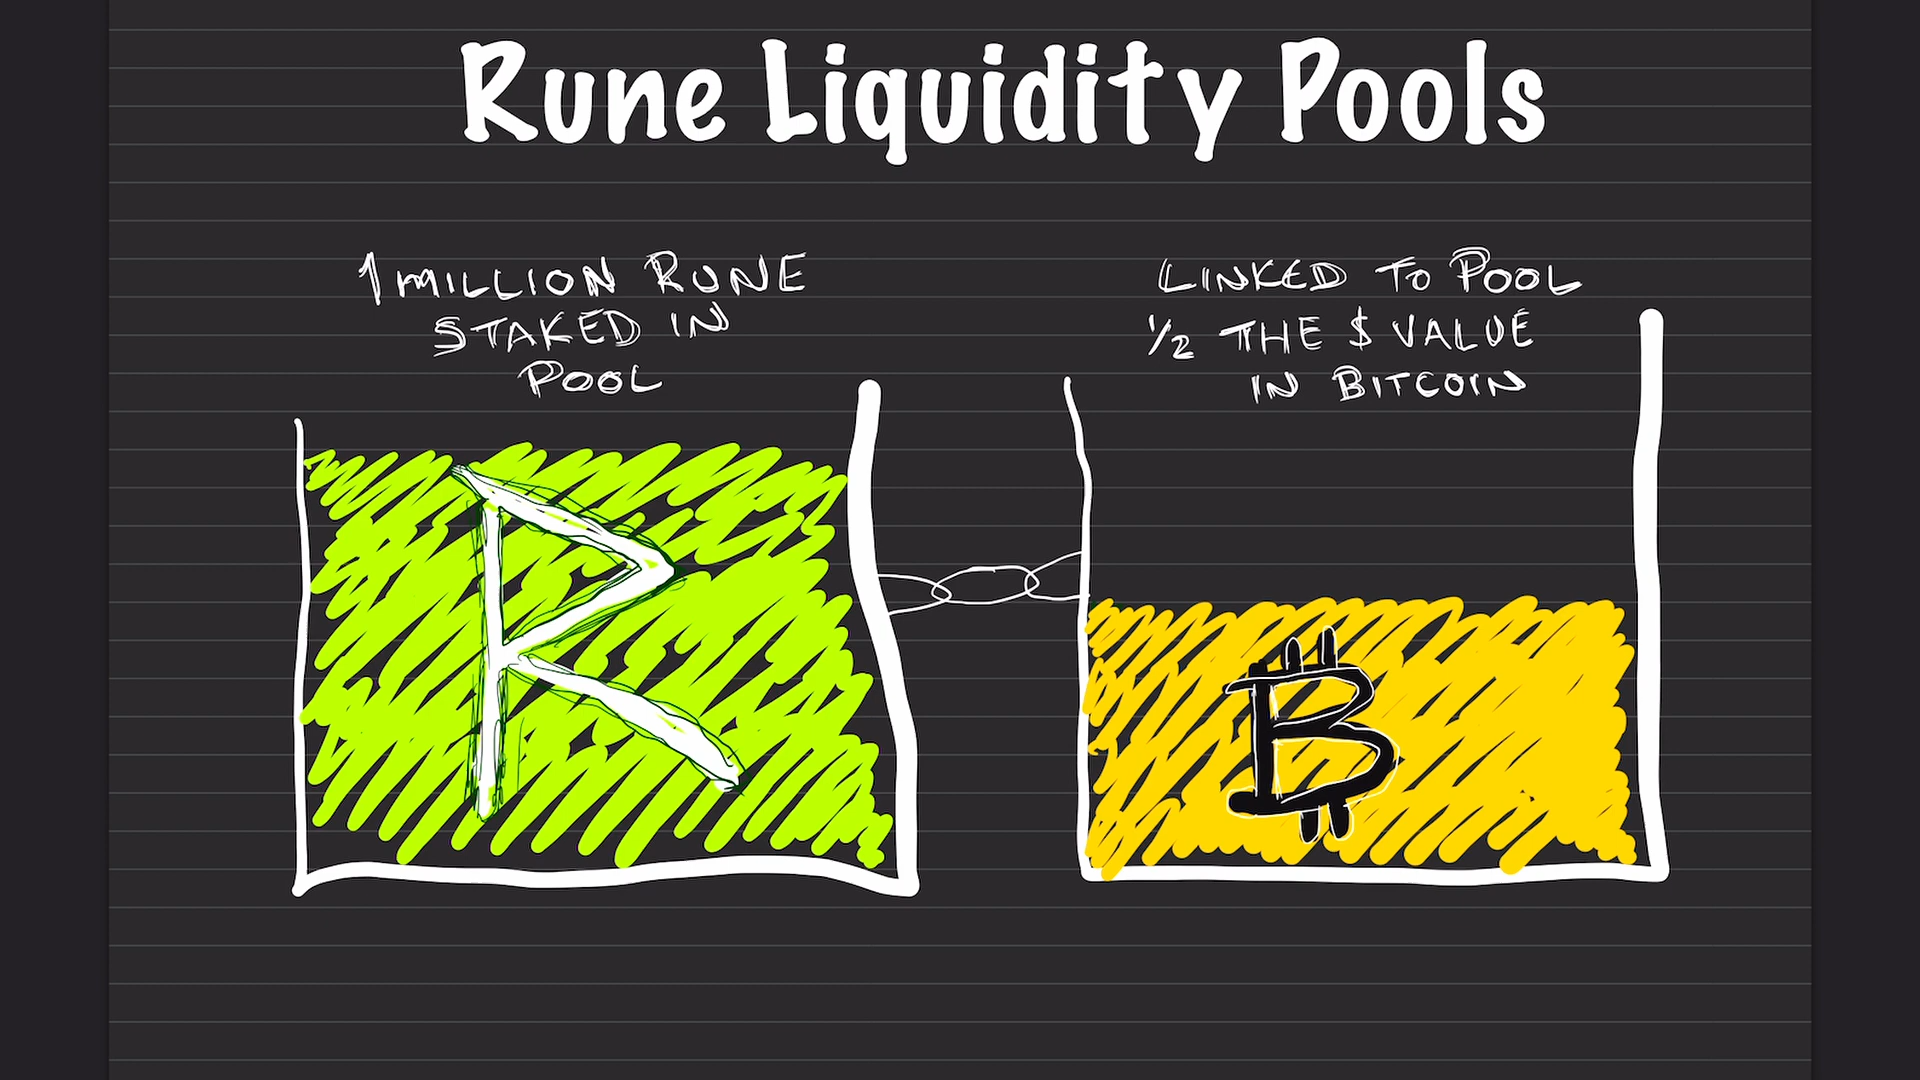 Rune Liquidity Pools
1 MILLION RUNE
STAKED IN
POOL
LINKED TO POOL
1/2 THE $ VALUE
IN BITCOIN
R
₿